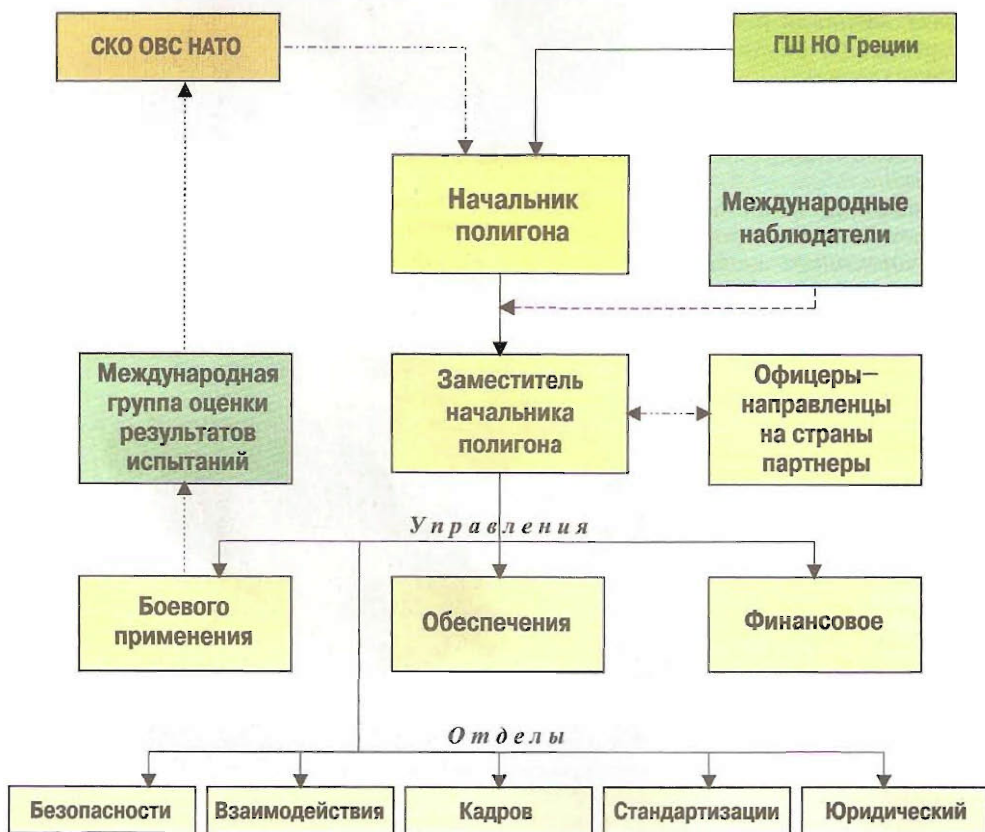 СКО ОВС НАТО
ГШ НО Греции
Начальник
полигона
Международные
наблюдатели
Международная
группа оценки
результатов
испытаний
Заместитель
начальника
полигона
Офицеры–
направленцы
на страны
партнеры
Управления
Боевого
применения
Обеспечения
Финансовое
Отделы
Безопасности
Взаимодействия
Кадров
Стандартизации
Юридический